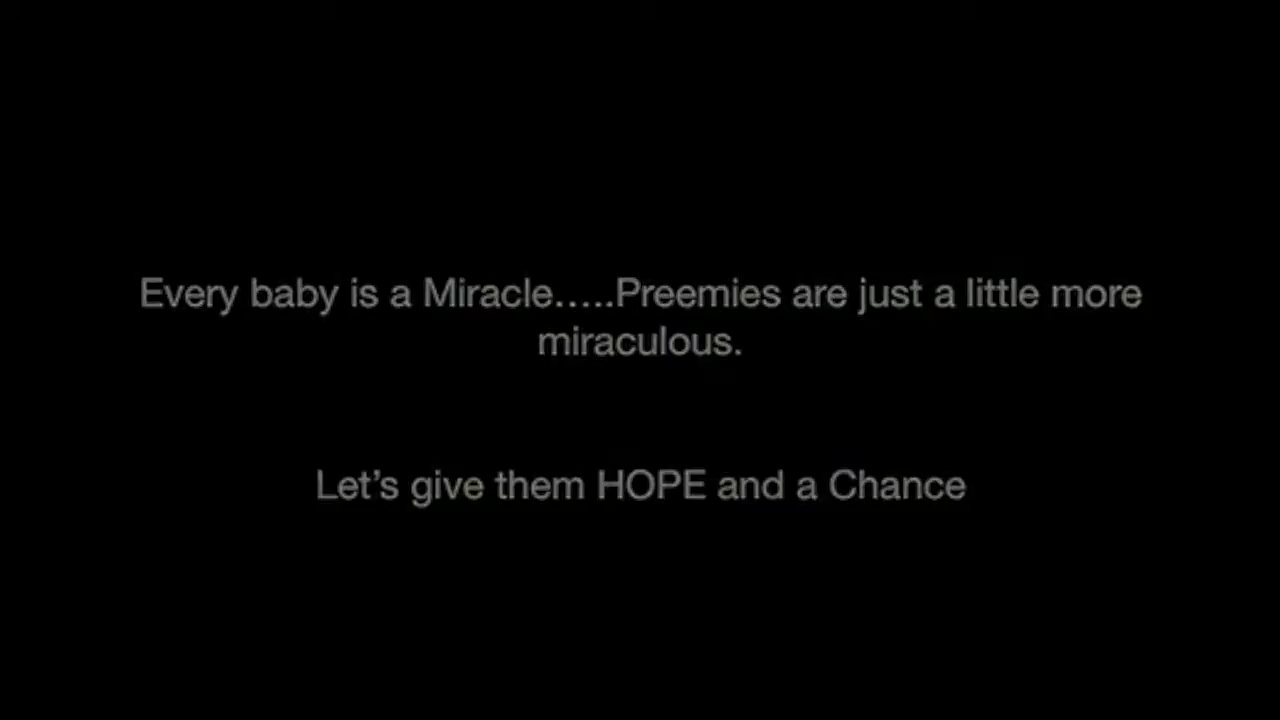 Every baby is a Miracle.....Preemies are just a little more
miraculous.
Let’s give them HOPE and a Chance